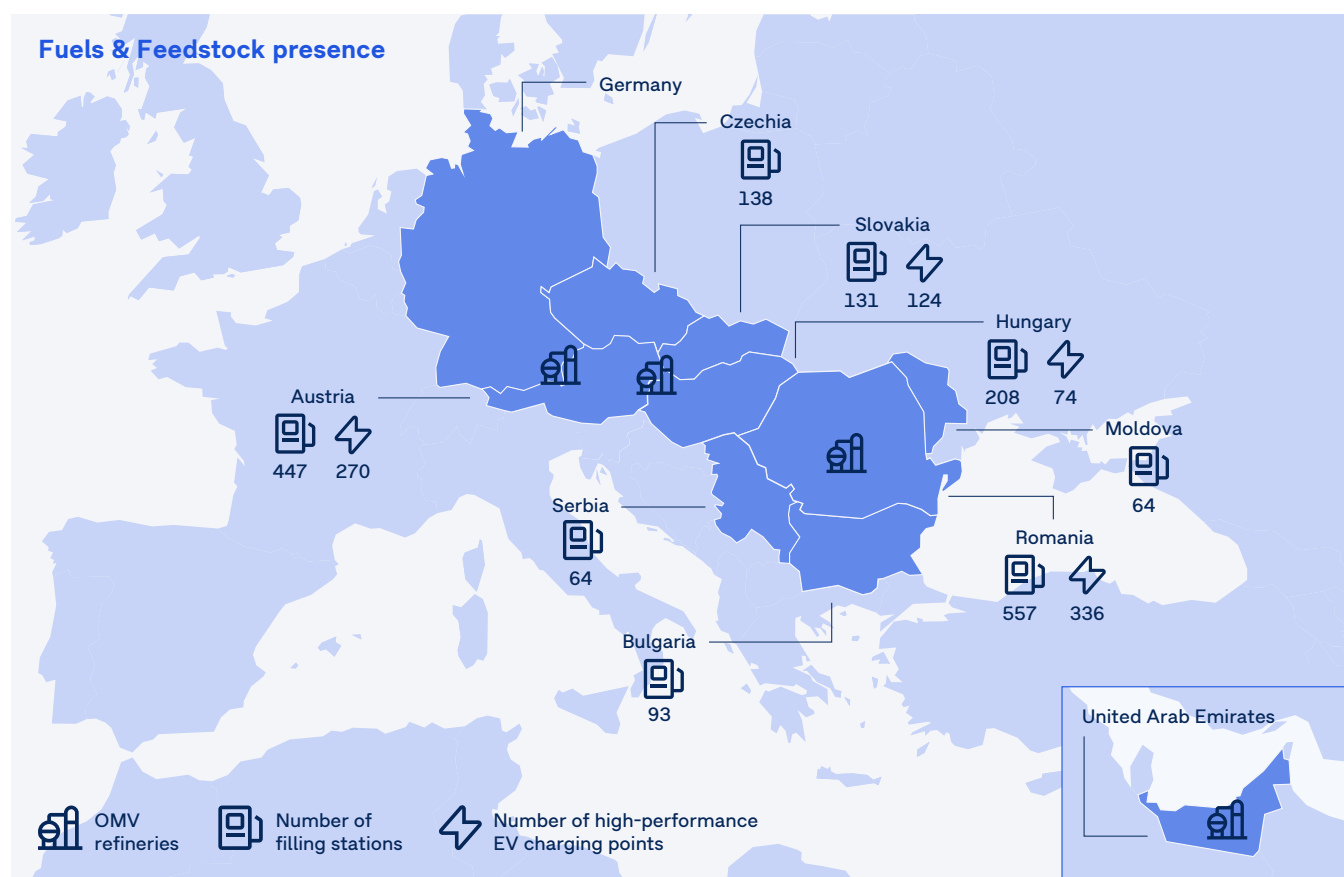 Fuels & Feedstock presence
Germany
Czechia
138
Slovakia
131 124
Hungary
208 74
Austria
447 270
Moldova
64
Serbia
64
Romania
557 336
Bulgaria
93
United Arab Emirates
OMV
refineries
Number of
filling stations
Number of high-performance
EV charging points